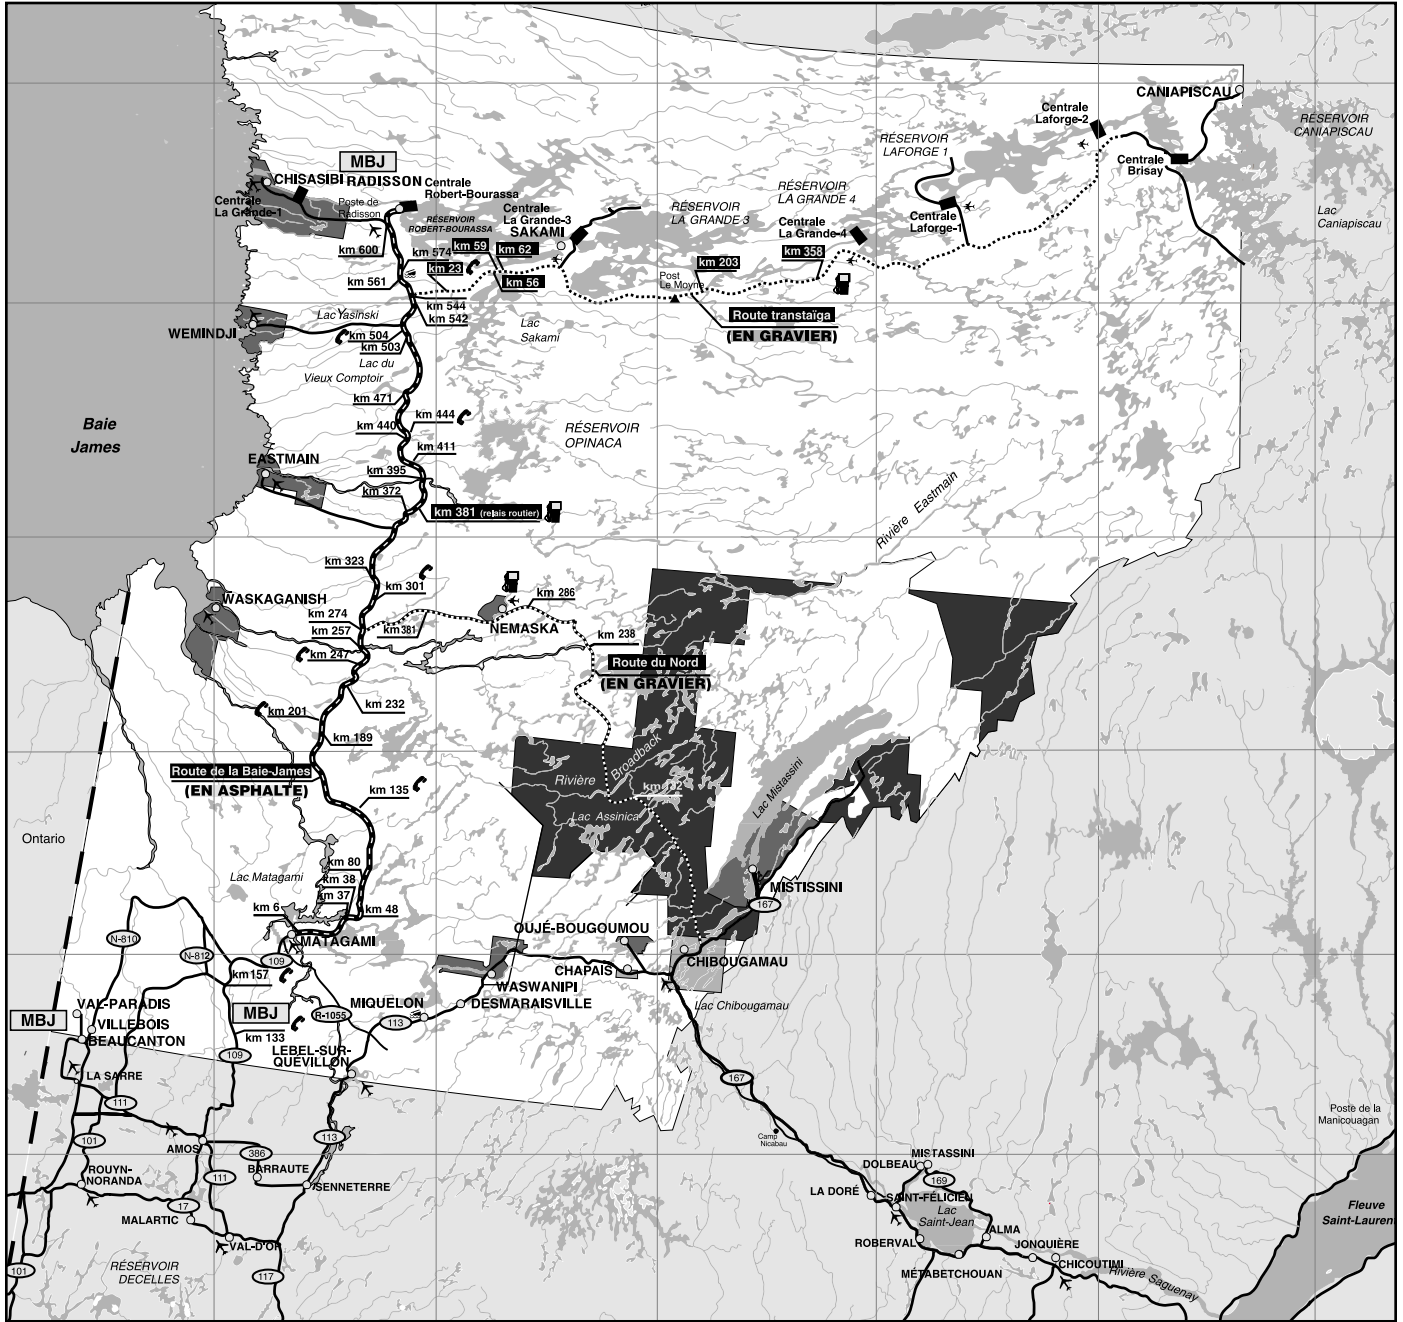 CANIAPISCAU
Centrale
Laforge-2
RÉSERVOIR
CANIAPISCAU
RÉSERVOIR
LAFORGE 1
MBJ
Centrale
Brisay
CHISASIBI
RADISSON
Centrale
Robert-Bourassa
RÉSERVOIR
LA GRANDE 4
Centrale
La Grande-1
Poste de
Radisson
Centrale
La Grande-3
SAKAMI
RÉSERVOIR
LA GRANDE 3
Centrale
Laforge-1
Lac
Caniapiscau
RÉSERVOIR
ROBERT-BOURASSA
Centrale
La Grande-4
km 600
km 574
km 59
km 62
km 358
km 23
km 203
km 561
km 56
Post
Le Moyne
km 544
km 542
Lac Yasinski
Route transtaïga
(EN GRAVIER)
WEMINDJI
km 504
km 503
Lac
Sakami
Lac du
Vieux Comptoir
km 471
km 444
km 440
RÉSERVOIR
OPINACA
Baie
James
km 411
EASTMAIN
km 395
km 372
km 381 (relais routier)
Rivière Eastmain
km 323
km 301
WASKAGANISH
km 286
km 274
km 257
km 381
NEMASKA
km 238
km 247
Route du Nord
(EN GRAVIER)
km 232
km 201
km 189
Route de la Baie-James
(EN ASPHALTE)
km 135
Rivière Broadback
km 132
Lac Mistassini
Lac Assinica
Ontario
km 80
Lac Matagami
km 38
km 37
km 6
km 48
MISTISSINI
167
MATAGAMI
OUJÉ-BOUGOUMOU
N-810
N-812
109
CHIBOUGAMAU
km 157
CHAPAIS
WASWANIPI
DESMARAISVILLE
MIQUELON
Lac Chibougamau
VAL-PARADIS
MBJ
MBJ
R-1055
113
VILLEBOIS
BEAUCANTON
km 133
109
LEBEL-SUR-
QUÉVILLON
LA SARRE
111
167
Poste de la
Manicouagan
101
AMOS
113
386
Camp
Nicabau
ROUYN-
NORANDA
111
BARRAUTE
SENNETERRE
MISTASSINI
DOLBEAU
169
LA DORÉ
SAINT-FÉLICIEN
17
MALARTIC
Lac
Saint-Jean
Fleuve
Saint-Lauren
VAL-D'OR
ROBERVAL
ALMA
JONQUIÈRE
CHICOUTIMI
MÉTABETCHOUAN
RÉSERVOIR
DECELLES
101
117
Rivière Saguenay